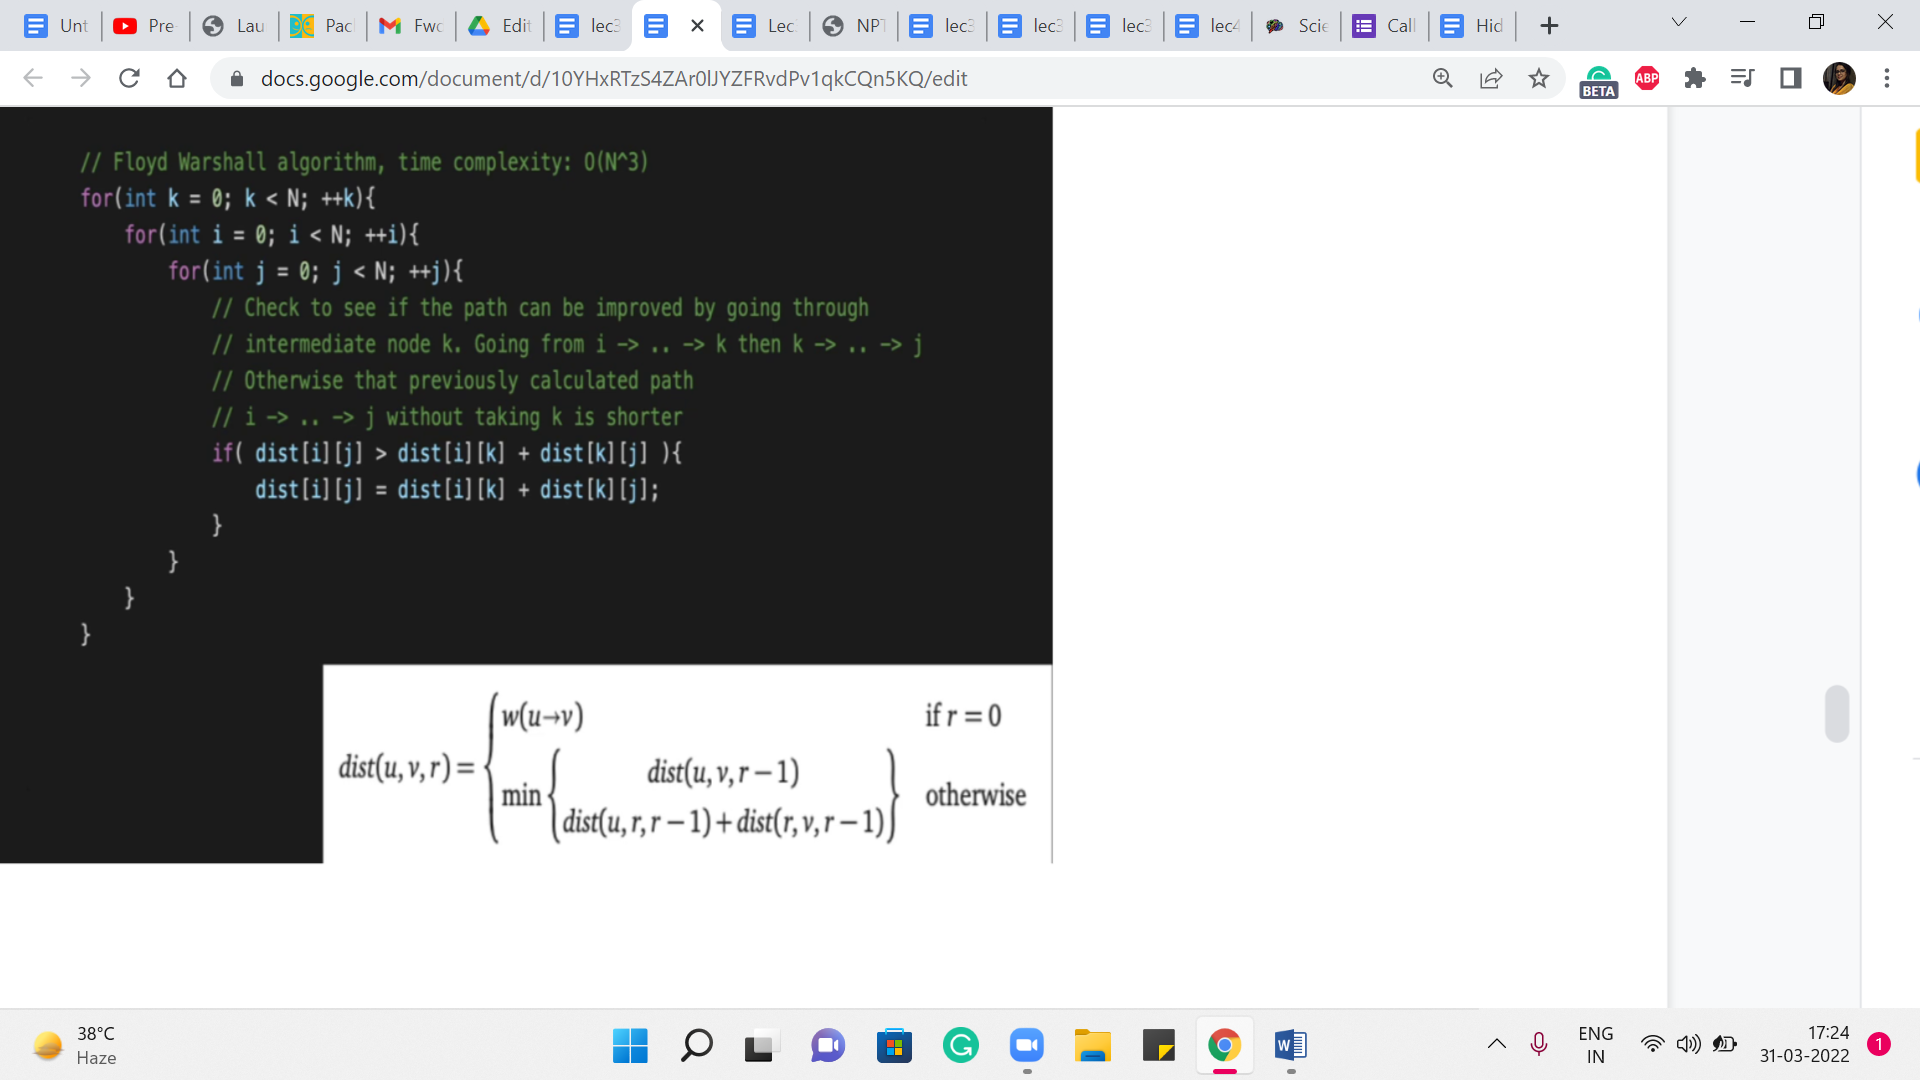 Unt
Pre
Lau
Pac
Fwd
Edit
lec3
Lec
NPT
lec3
lec3
lec3
lec4
Scie
Call
Hid
docs.google.com/document/d/10YHxRTzS4ZAr0lJYZFRvdPv1qkCQn5KQ/edit
BETA
ABP
// Floyd Warshall algorithm, time complexity: O(N^3)
for(int k = 0; k < N; ++k){
for(int i = 0; i < N; ++i){
for(int j = 0; j < N; ++j){
// Check to see if the path can be improved by going through
// intermediate node k. Going from i -> .. -> k then k -> .. -> j
// Otherwise that previously calculated path
// i -> .. -> j without taking k is shorter
if( dist[i][j] > dist[i][k] + dist[k][j] ){
dist[i][j] = dist[i][k] + dist[k][j];
}
}
}
}
dist(u, v, r) = { w(u→v) if r = 0
min { dist(u, v, r − 1)
dist(u, r, r − 1) + dist(r, v, r − 1) } otherwise
38°C
Haze
ENG
IN
17:24
31-03-2022
1